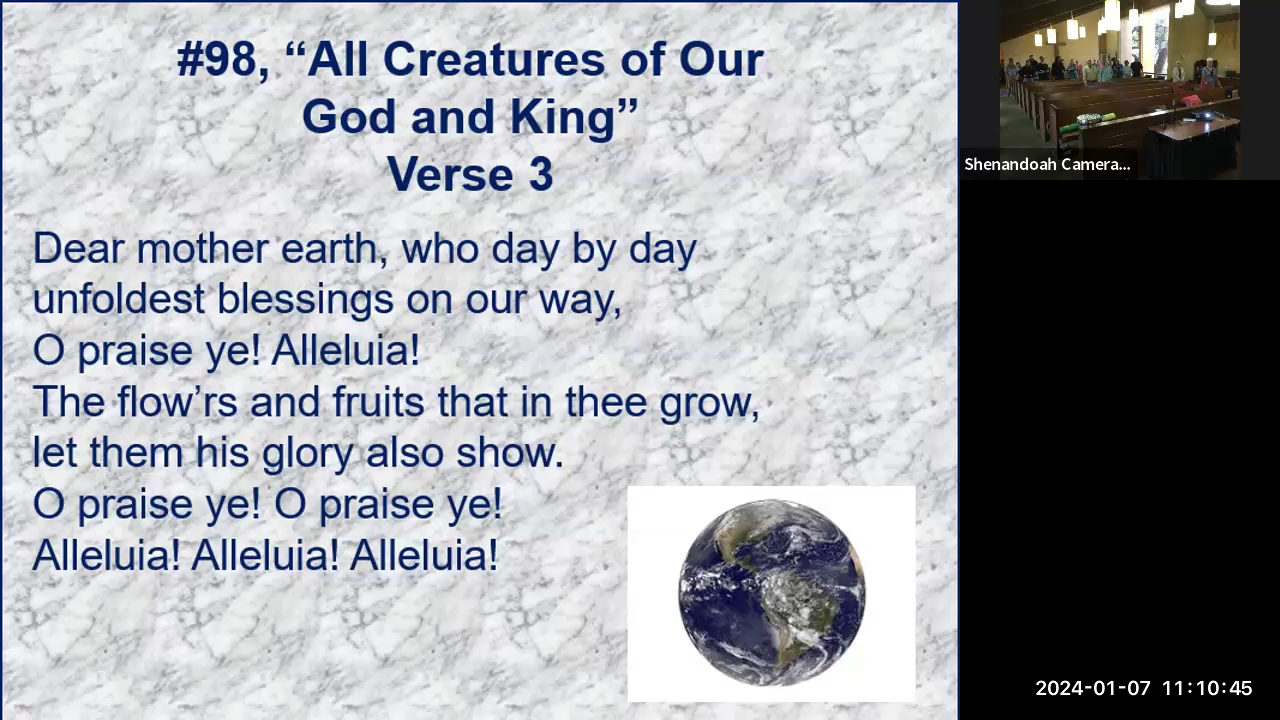 #98, “All Creatures of Our
God and King”
Verse 3
Dear mother earth, who day by day
unfoldest blessings on our way,
O praise ye! Alleluia!
The flow’rs and fruits that in thee grow,
let them his glory also show.
O praise ye! O praise ye!
Alleluia! Alleluia! Alleluia!
Shenandoah Camera...
2024-01-07 11:10:45